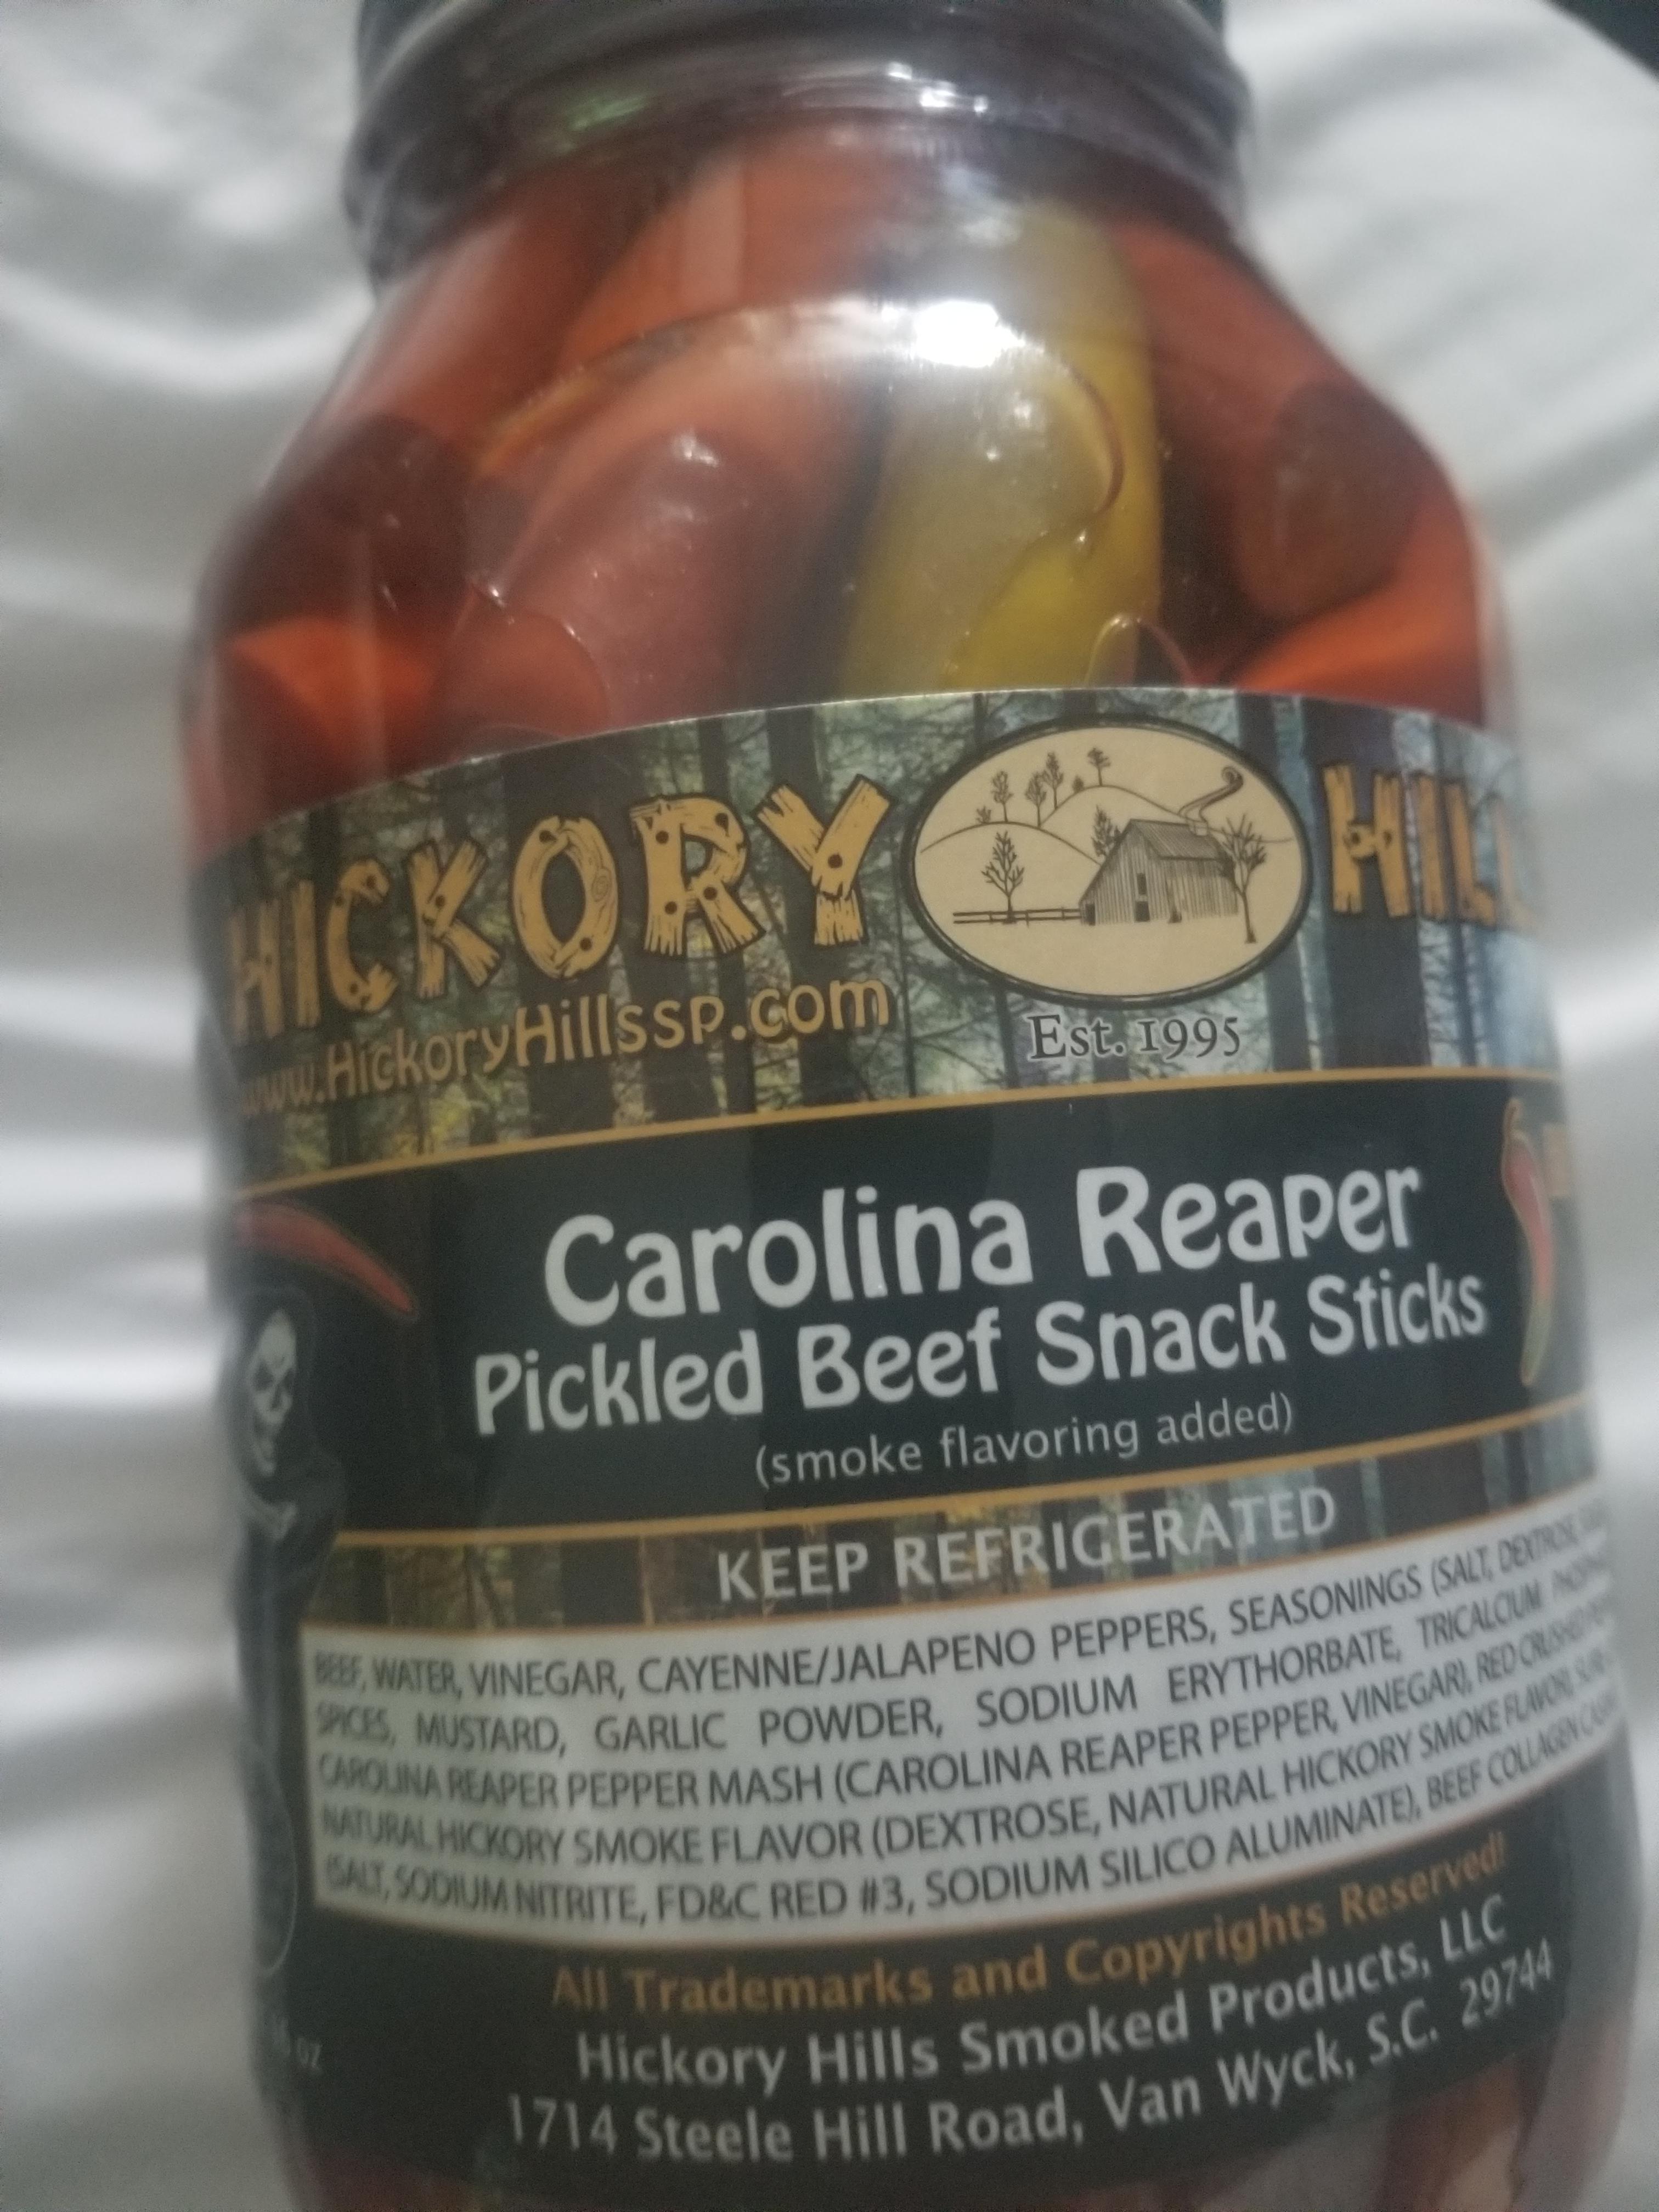 HICKORY HILL
www.HickoryHillssp.com
Est. 1995
Carolina Reaper
Pickled Beef Snack Sticks
(smoke flavoring added)
KEEP REFRIGERATED
BEEF, WATER, VINEGAR, CAYENNE/JALAPENO PEPPERS, SEASONINGS (SALT, DEXTROSE,
SPICES, MUSTARD, GARLIC POWDER, SODIUM ERYTHORBATE, TRICALCIUM
CAROLINA REAPER PEPPER MASH (CAROLINA REAPER PEPPER, VINEGAR), RED CRUSHED
NATURAL HICKORY SMOKE FLAVOR (DEXTROSE, NATURAL HICKORY SMOKE FLAVOR),
(SALT, SODIUM NITRITE, FD&C RED #3, SODIUM SILICO ALUMINATE), BEEF COLLAGEN
All Trademarks and Copyrights Reserved!
Hickory Hills Smoked Products, LLC
1714 Steele Hill Road, Van Wyck, S.C. 29744
oz